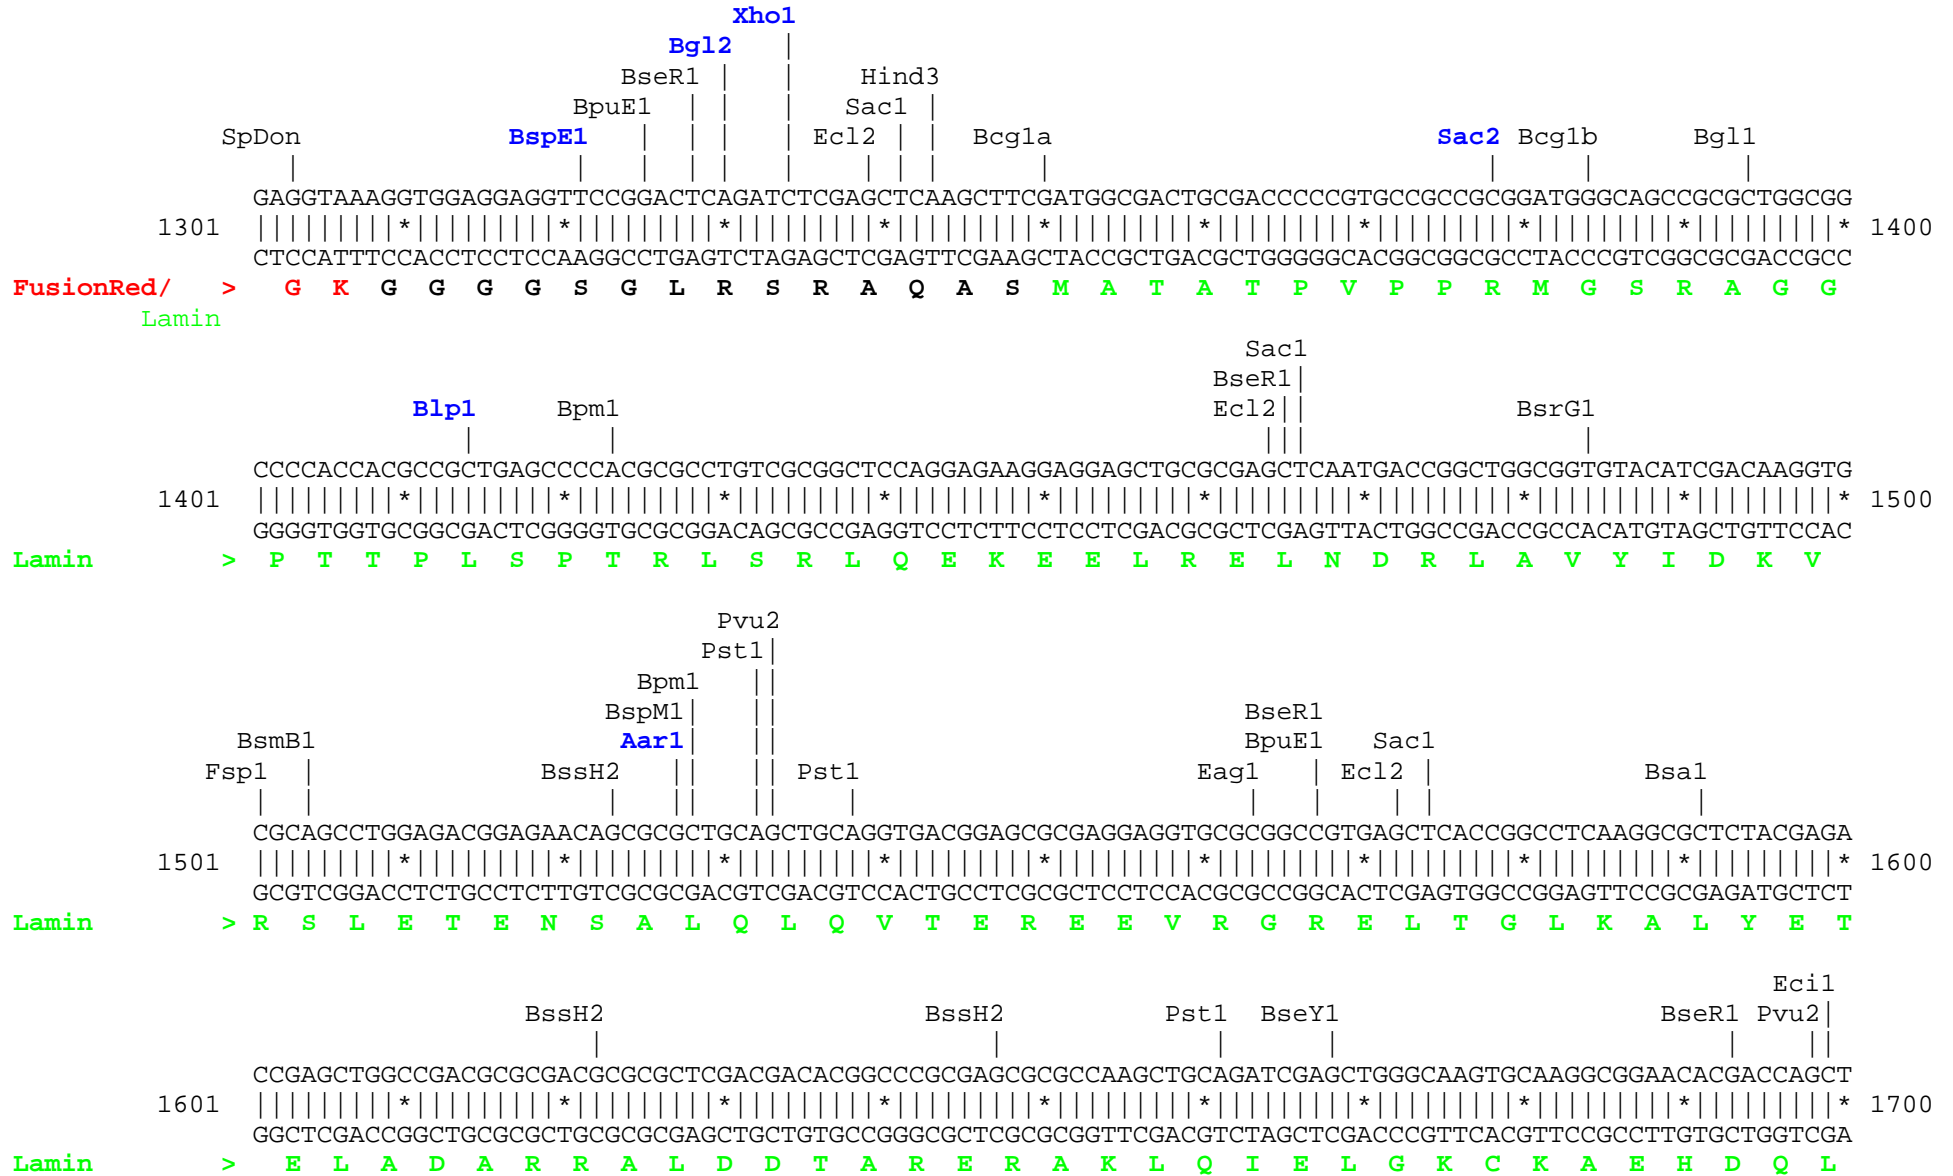 Xho1
Bgl2 |
BseR1 | | Hind3
BpuE1 | | | Sac1 |
SpDon BspE1 | | | | Ecl2 | | Bcg1a Sac2 Bcg1b Bgl1
| | | | | | | | | | | | |
GAGGTAAAGGTGGAGGAGGTTCCGGACTCAGATCTCGAGCTCAAGCTTCGATGGCGACTGCGACCCCCGTGCCGCCGCGGATGGGCAGCCGCGCTGGCGG
1301 |||||||||*|||||||||*|||||||||*|||||||||*|||||||||*|||||||||*|||||||||*|||||||||*|||||||||*|||||||||* 1400
CTCCATTTCCACCTCCTCCAAGGCCTGAGTCTAGAGCTCGAGTTCGAAGCTACCGCTGACGCTGGGGGCACGGCGGCGCCTACCCGTCGGCGCGACCGCC
FusionRed/ > G K G G G G S G L R S R A Q A S M A T A T P V P P R M G S R A G G
Lamin
Sac1
BseR1|
Blp1 Bpm1 Ecl2|| BsrG1
| | ||| |
CCCCACCACGCCGCTGAGCCCCACGCGCCTGTCGCGGCTCCAGGAGAAGGAGGAGCTGCGCGAGCTCAATGACCGGCTGGCGGTGTACATCGACAAGGTG
1401 |||||||||*|||||||||*|||||||||*|||||||||*|||||||||*|||||||||*|||||||||*|||||||||*|||||||||*|||||||||* 1500
GGGGTGGTGCGGCGACTCGGGGTGCGCGGACAGCGCCGAGGTCCTCTTCCTCCTCGACGCGCTCGAGTTACTGGCCGACCGCCACATGTAGCTGTTCCAC
Lamin > P T T P L S P T R L S R L Q E K E E L R E L N D R L A V Y I D K V
Pvu2
Pst1|
Bpm1 ||
BspM1| || BseR1
BsmB1 Aar1| || BpuE1 Sac1
Fsp1 | BssH2 || || Pst1 Eag1 | Ecl2 | Bsa1
| | | || || | | | | | |
CGCAGCCTGGAGACGGAGAACAGCGCGCTGCAGCTGCAGGTGACGGAGCGCGAGGAGGTGCGCGGCCGTGAGCTCACCGGCCTCAAGGCGCTCTACGAGA
1501 |||||||||*|||||||||*|||||||||*|||||||||*|||||||||*|||||||||*|||||||||*|||||||||*|||||||||*|||||||||* 1600
GCGTCGGACCTCTGCCTCTTGTCGCGCGACGTCGACGTCCACTGCCTCGCGCTCCTCCACGCGCCGGCACTCGAGTGGCCGGAGTTCCGCGAGATGCTCT
Lamin > R S L E T E N S A L Q L Q V T E R E E V R G R E L T G L K A L Y E T
Eci1
BssH2 BssH2 Pst1 BseY1 BseR1 Pvu2|
| | | | | ||
CCGAGCTGGCCGACGCGCGACGCGCGCTCGACGACACGGCCCGCGAGCGCGCCAAGCTGCAGATCGAGCTGGGCAAGTGCAAGGCGGAACACGACCAGCT
1601 |||||||||*|||||||||*|||||||||*|||||||||*|||||||||*|||||||||*|||||||||*|||||||||*|||||||||*|||||||||* 1700
GGCTCGACCGGCTGCGCGCTGCGCGCGAGCTGCTGTGCCGGGCGCTCGCGCGGTTCGACGTCTAGCTCGACCCGTTCACGTTCCGCCTTGTGCTGGTCGA
Lamin > E L A D A R R A L D D T A R E R A K L Q I E L G K C K A E H D Q L